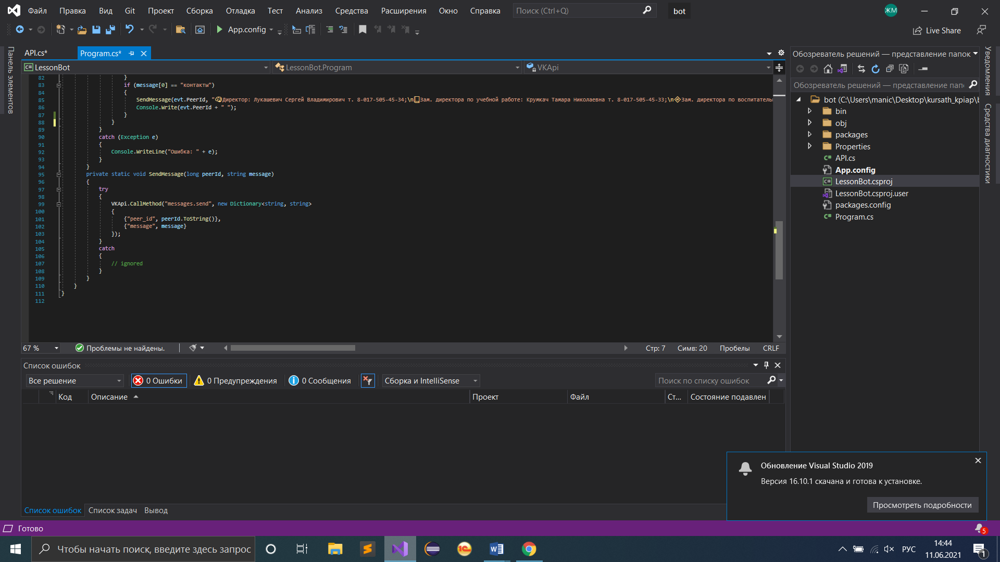 Файл Правка Вид Git Проект Сборка Отладка Тест Анализ Средства Расширения Окно Справка Поиск (Ctrl+Q) bot ЖМ
App.config Live Share
API.cs* Program.cs*
LessonBot LessonBot.Program VKApi
Панель элементов
82 }
83 if (message[0] == "контакты")
84 {
85 SendMessage(evt.PeerId, "Директор: Лукашевич Сергей Владимирович т. 8-017-505-45-34;\nЗам. директора по учебной работе: Крумкач Тамара Николаевна т. 8-017-505-45-33;\nЗам. директора по воспитатель
86 Console.Write(evt.PeerId + " ");
87 }
88 }
89 }
90 catch (Exception e)
91 {
92 Console.WriteLine("Ошибка: " + e);
93 }
94 }
95 private static void SendMessage(long peerId, string message)
96 {
97 try
98 {
99 VKApi.CallMethod("messages.send", new Dictionary<string, string>
100 {
101 {"peer_id", peerId.ToString()},
102 {"message", message}
103 });
104 }
105 catch
106 {
107 // ignored
108 }
109 }
110 }
111 }
112
67 % Проблемы не найдены. Стр: 7 Симв: 20 Пробелы CRLF
Список ошибок
Все решение 0 Ошибки 0 Предупреждения 0 Сообщения Сборка и IntelliSense Поиск по списку ошибок
Код Описание Проект Файл Ст... Состояние подавлен
Список ошибок Список задач Вывод
Обозреватель решений — представление папок
Обозреватель решений — представление папі
bot (C:\Users\manic\Desktop\kursath_kpiap\b
bin
obj
packages
Properties
API.cs
App.config
LessonBot.csproj
LessonBot.csproj.user
packages.config
Program.cs
Уведомления
Средства диагностики
Обновление Visual Studio 2019
Версия 16.10.1 скачана и готова к установке.
Просмотреть подробности
Готово 5
Чтобы начать поиск, введите здесь запрос РУС 14:44
11.06.2021 1